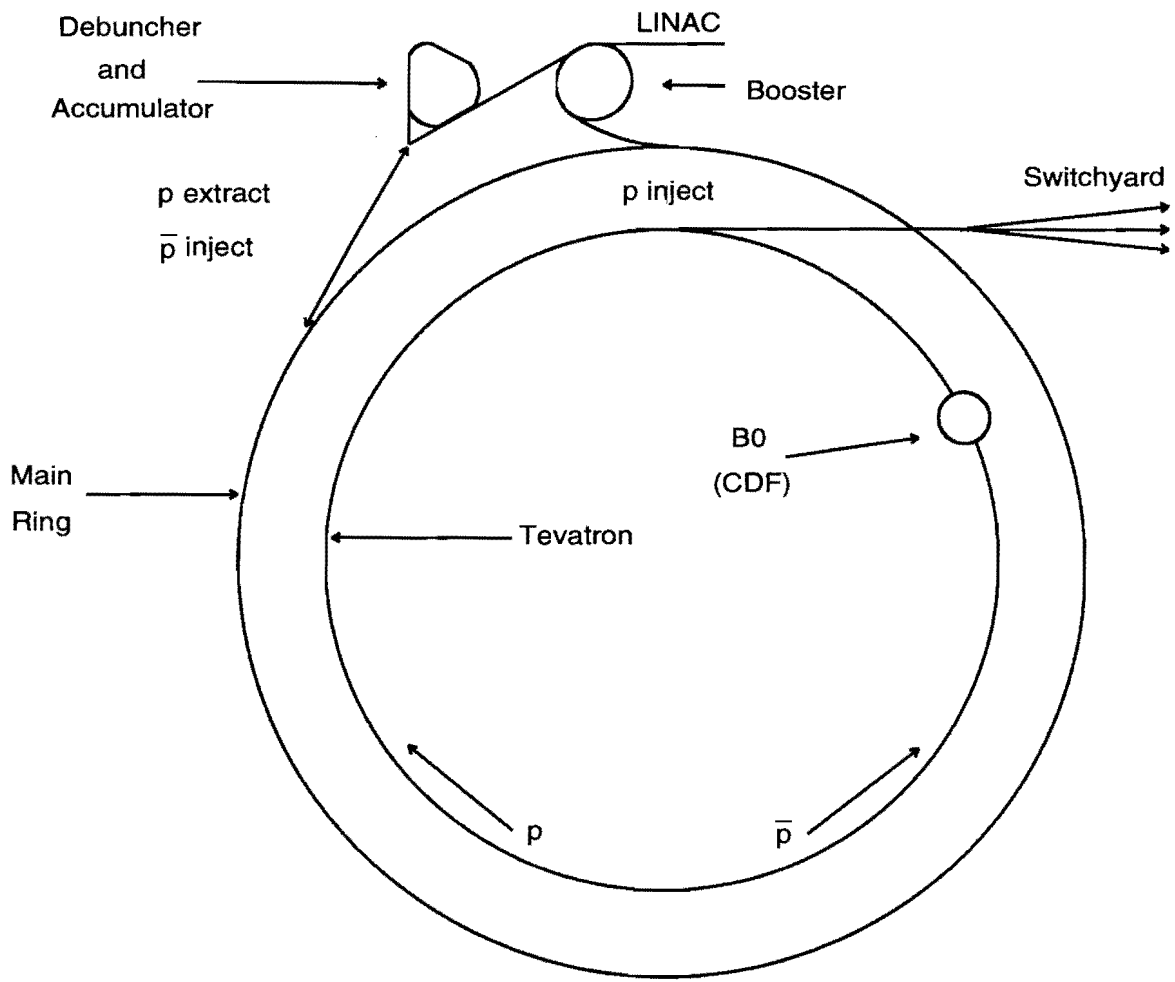 Debuncher
and
Accumulator
LINAC
Booster
p extract
p̅ inject
p inject
Switchyard
B0
(CDF)
Main
Ring
Tevatron
p
p̅